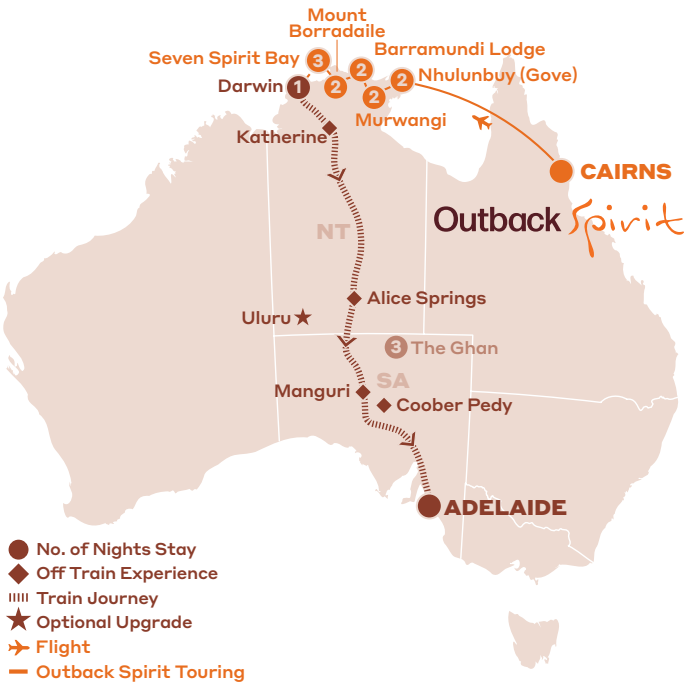 Mount
Borradaile
Seven Spirit Bay
3
Barramundi Lodge
2
Nhulunbuy (Gove)
2
Darwin
1
2
2
Murwangi
Katherine
CAIRNS
Outback Spirit
NT
Alice Springs
Uluru
3
The Ghan
SA
Manguri
Coober Pedy
ADELAIDE
No. of Nights Stay
Off Train Experience
Train Journey
Optional Upgrade
Flight
Outback Spirit Touring